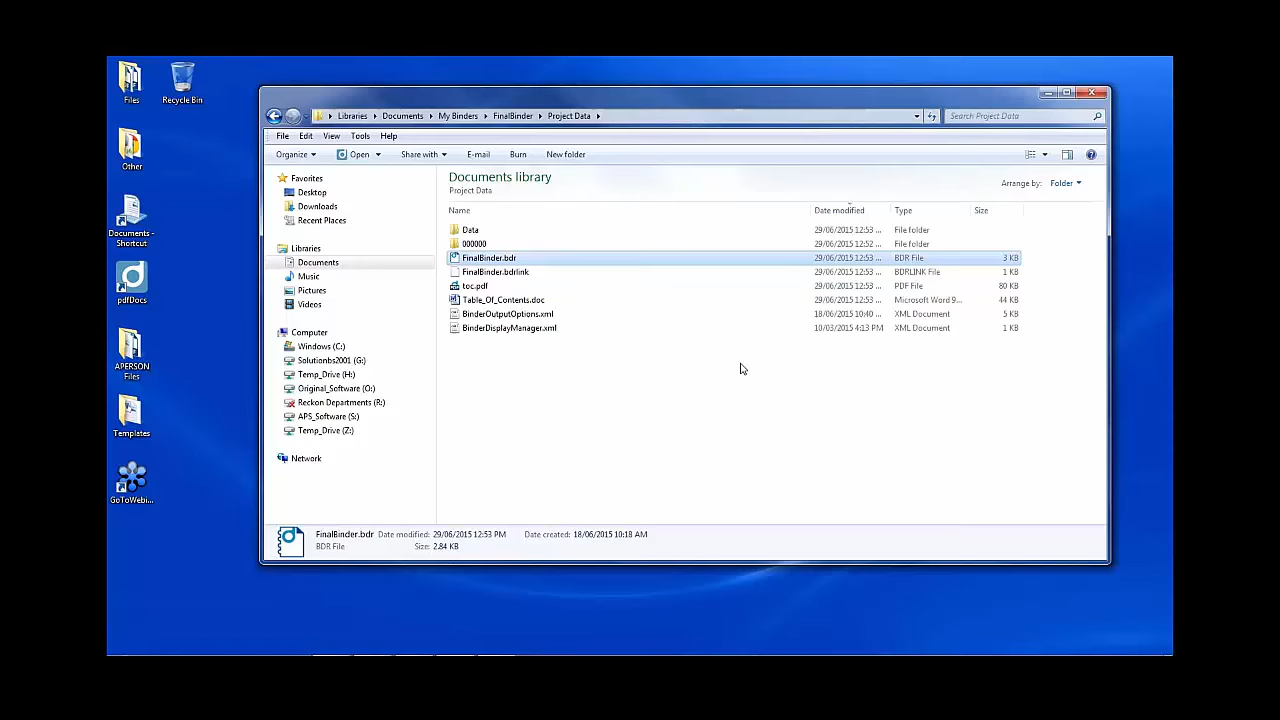 Files
Recycle Bin
Other
Documents -
Shortcut
pdfDocs
APERSON
Files
Templates
GoToWebi...
Libraries
Documents
My Binders
FinalBinder
Project Data
Search Project Data
File Edit View Tools Help
Organize Open Share with E-mail Burn New folder
Favorites
Desktop
Downloads
Recent Places
Libraries
Documents
Music
Pictures
Videos
Computer
Windows (C:)
Solutionbs2001 (G:)
Temp_Drive (H:)
Original_Software (O:)
Reckon Departments (R:)
APS_Software (S:)
Temp_Drive (Z:)
Network
Documents library
Project Data
Arrange by: Folder
Name Date modified Type Size
Data 29/06/2015 12:53 ... File folder
000000 29/06/2015 12:52 ... File folder
FinalBinder.bdr 29/06/2015 12:53 ... BDR File 3 KB
FinalBinder.bdrlink 29/06/2015 12:53 ... BDRLINK File 1 KB
toc.pdf 29/06/2015 12:53 ... PDF File 80 KB
Table_Of_Contents.doc 29/06/2015 12:53 ... Microsoft Word 9... 44 KB
BinderOutputOptions.xml 18/06/2015 10:40 ... XML Document 5 KB
BinderDisplayManager.xml 10/03/2015 4:13 PM XML Document 1 KB
FinalBinder.bdr Date modified: 29/06/2015 12:53 PM Date created: 18/06/2015 10:18 AM
BDR File Size: 2.84 KB